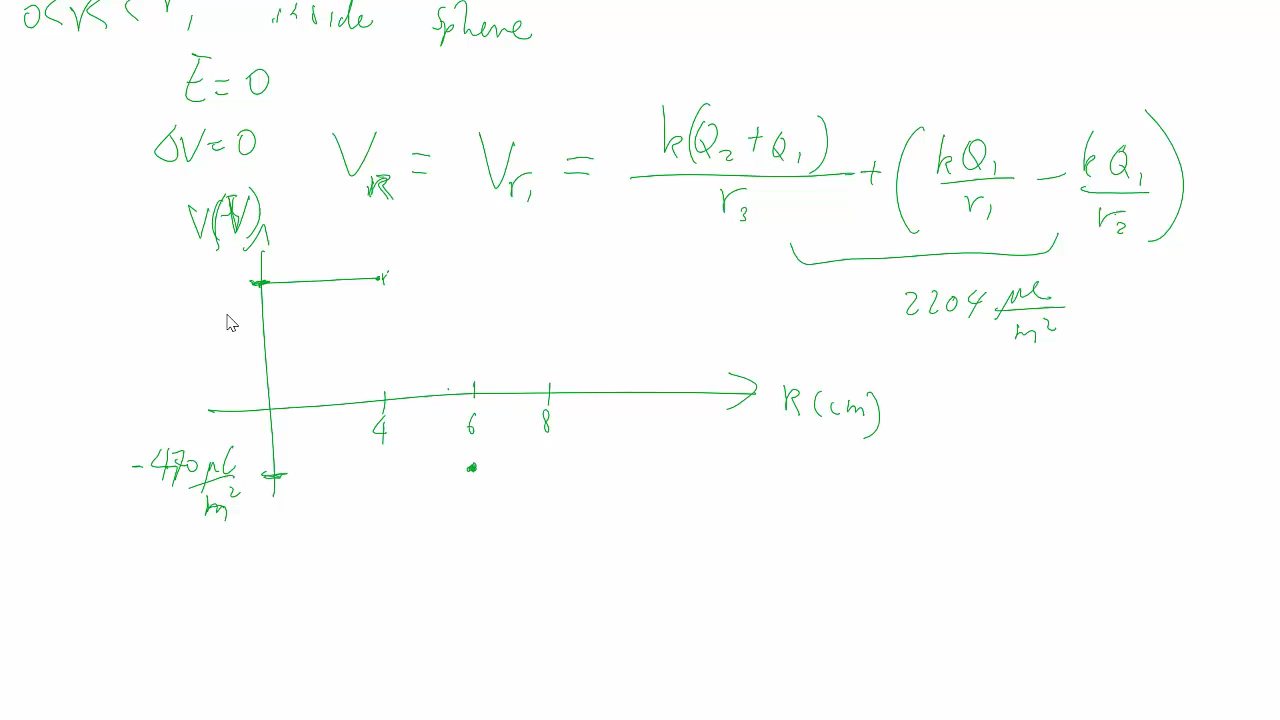 0<r<r₁ inside sphere
E = 0
ΔV = 0
V_R = V_r₁ = k(Q₂ + Q₁) / r₃ + (kQ₁ / r₁ − kQ₁ / r₂)
V(V)
2204 μC/m²
4 6 8 R (cm)
-470 μC/m²